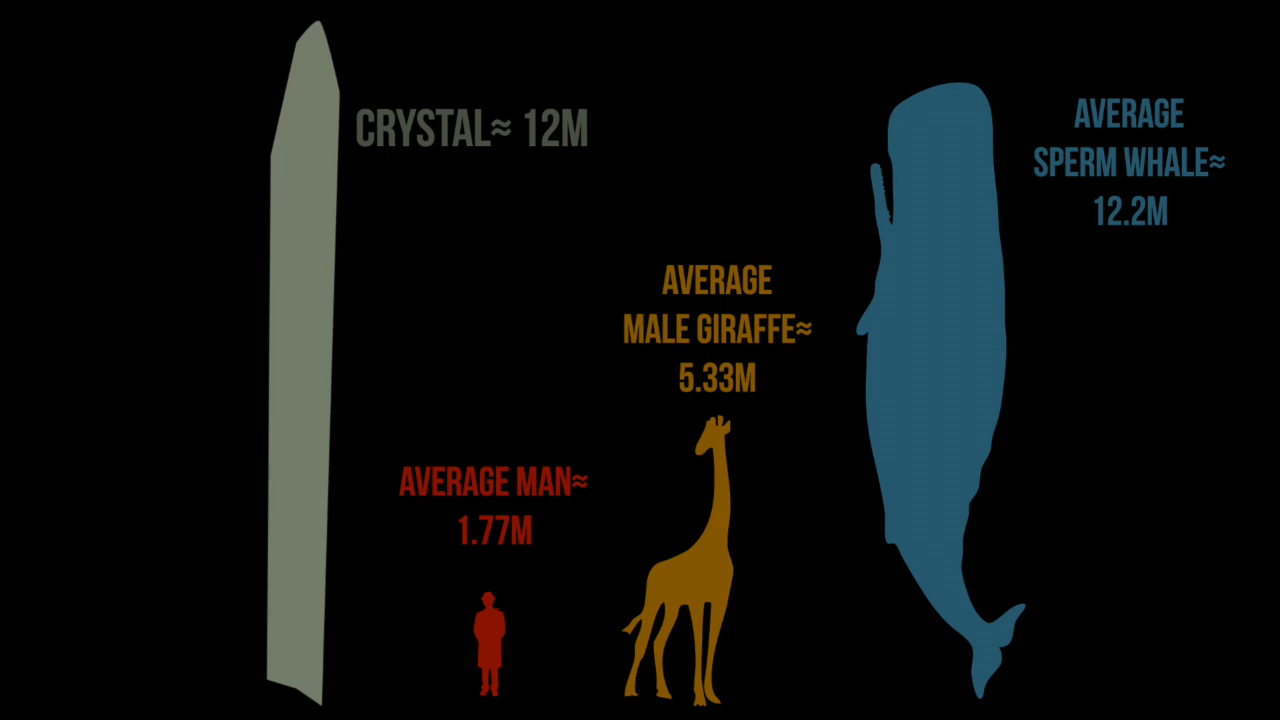 CRYSTAL≈ 12M
AVERAGE MAN≈
1.77M
AVERAGE
MALE GIRAFFE≈
5.33M
AVERAGE
SPERM WHALE≈
12.2M